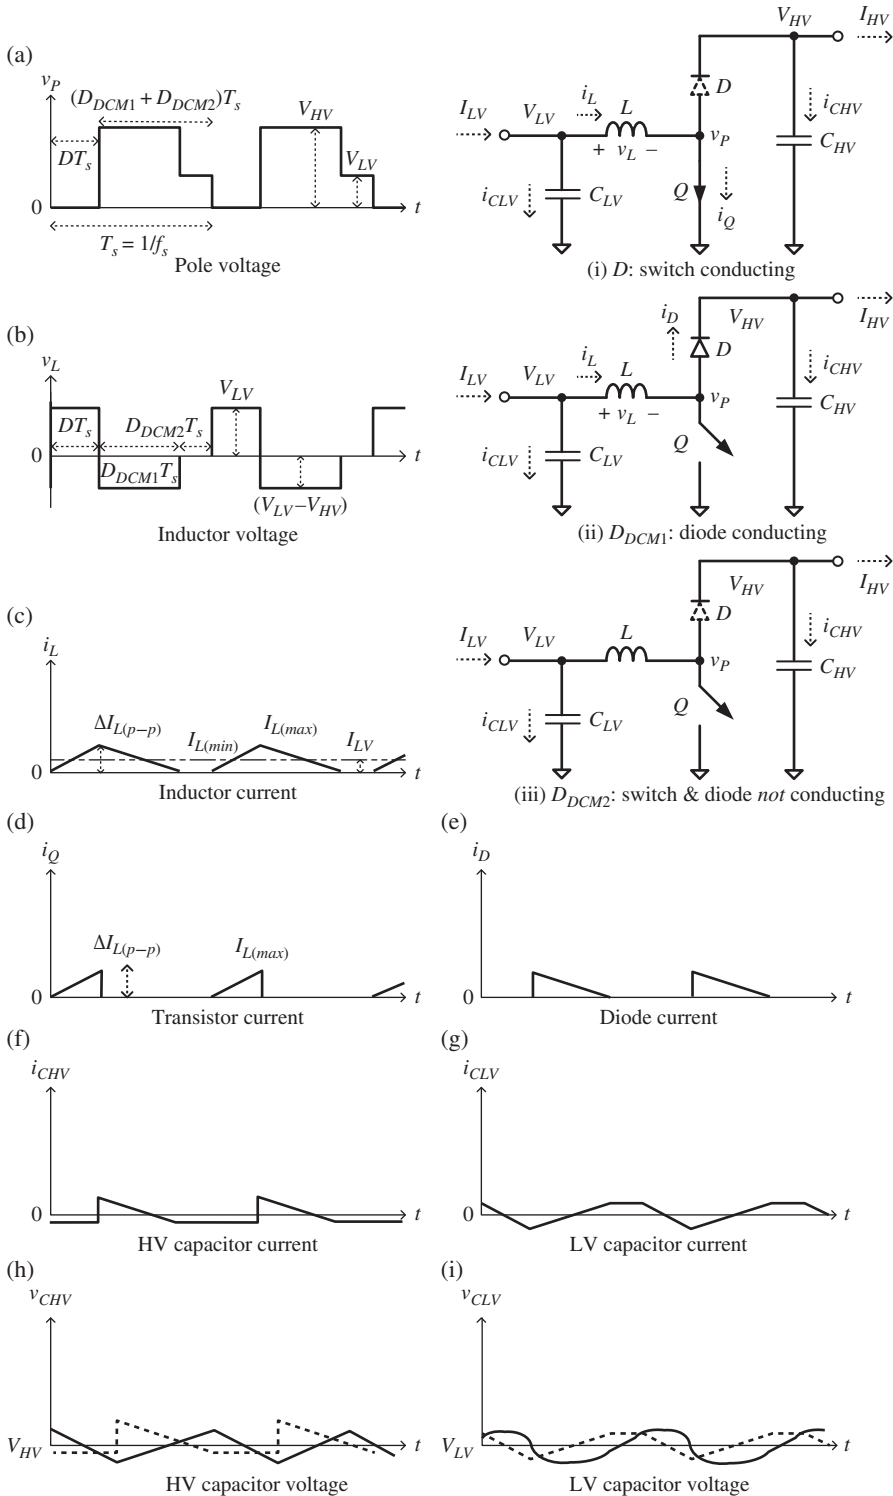 (a)
v_P
(D_DCM1 + D_DCM2)T_s
V_HV
DT_s
V_LV
0
t
T_s = 1/f_s
Pole voltage
V_HV
I_HV
D
i_L
L
I_LV
V_LV
i_CHV
v_P
+ v_L −
C_HV
i_CLV
C_LV
Q
i_Q
(i) D: switch conducting
(b)
v_L
V_LV
DT_s
D_DCM2T_s
0
t
D_DCM1T_s
(V_LV−V_HV)
Inductor voltage
i_D
V_HV
I_HV
D
i_L
L
I_LV
V_LV
i_CHV
v_P
+ v_L −
C_HV
i_CLV
C_LV
Q
(ii) D_DCM1: diode conducting
(c)
i_L
ΔI_L(p−p)
I_L(min)
I_L(max)
I_LV
0
t
Inductor current
V_HV
I_HV
D
L
I_LV
V_LV
i_CHV
v_P
C_HV
i_CLV
C_LV
Q
(iii) D_DCM2: switch & diode not conducting
(d)
i_Q
ΔI_L(p−p)
I_L(max)
0
t
Transistor current
(e)
i_D
0
t
Diode current
(f)
i_CHV
0
t
HV capacitor current
(g)
i_CLV
0
t
LV capacitor current
(h)
v_CHV
V_HV
t
HV capacitor voltage
(i)
v_CLV
V_LV
t
LV capacitor voltage